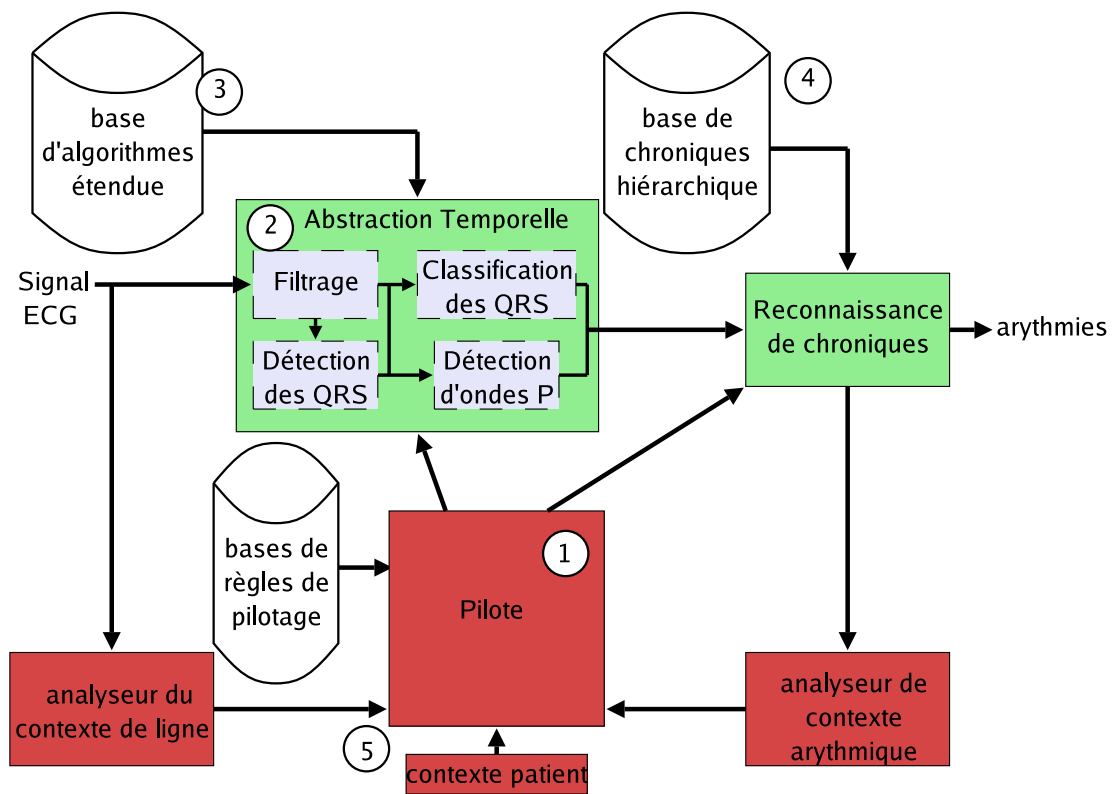 3
base
d'algorithmes
étendue
4
base de
chroniques
hiérarchique
2
Abstraction Temporelle
Signal
ECG
Filtrage
Classification
des QRS
Détection
des QRS
Détection
d'ondes P
Reconnaissance
de chroniques
arythmies
bases de
règles de
pilotage
1
Pilote
analyseur du
contexte de ligne
5
contexte patient
analyseur de
contexte
arythmique